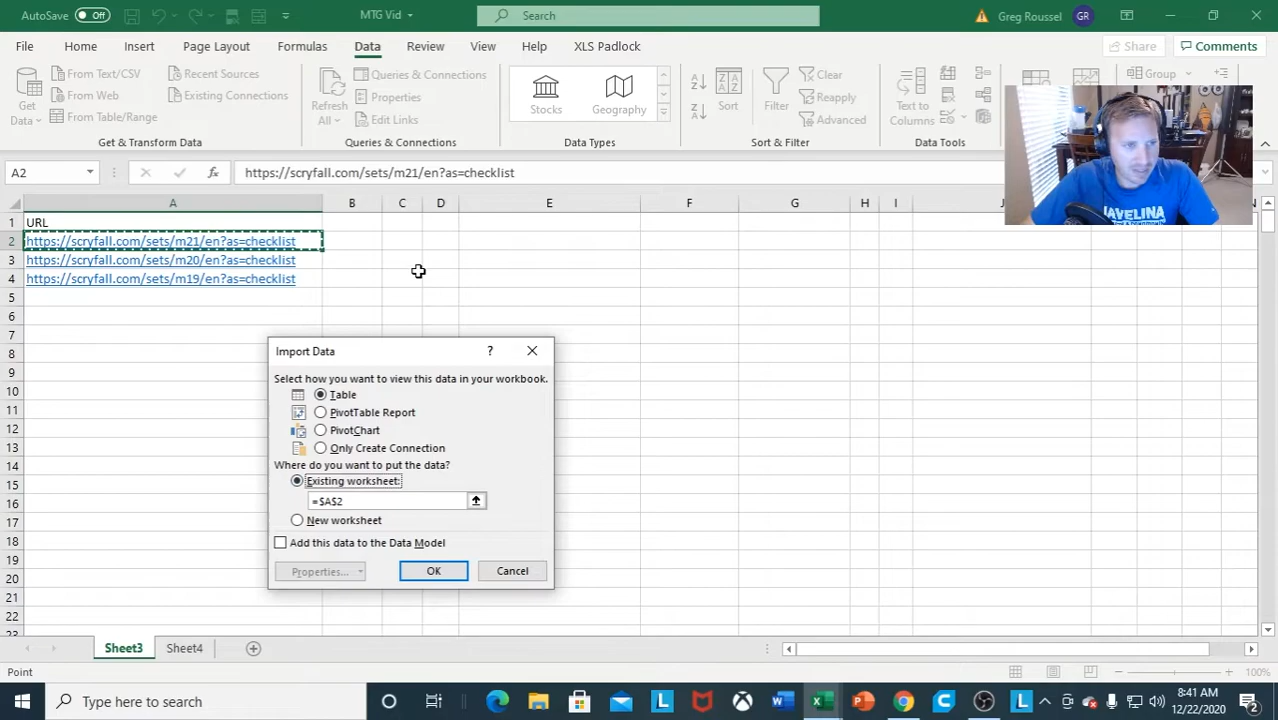 AutoSave Off MTG Vid Search Greg Roussel GR
File Home Insert Page Layout Formulas Data Review View Help XLS Padlock Share Comments
Get Data From Text/CSV Recent Sources Refresh All Queries & Connections Stocks Geography Sort Filter Clear Text to Columns Group
From Web Existing Connections Properties Reapply
From Table/Range Edit Links Advanced
Get & Transform Data Queries & Connections Data Types Sort & Filter Data Tools
A2 fx https://scryfall.com/sets/m21/en?as=checklist
A B C D E F G H I
1 URL
2 https://scryfall.com/sets/m21/en?as=checklist
3 https://scryfall.com/sets/m20/en?as=checklist
4 https://scryfall.com/sets/m19/en?as=checklist
5
6
7
8
9
10
11
12
13
14
15
16
17
18
19
20
21
22
Import Data ?
Select how you want to view this data in your workbook.
Table
PivotTable Report
PivotChart
Only Create Connection
Where do you want to put the data?
Existing worksheet:
=$A$2
New worksheet
Add this data to the Data Model
Properties... OK Cancel
Sheet3 Sheet4
Point 100%
Type here to search 8:41 AM
12/22/2020 2
JAVELINA